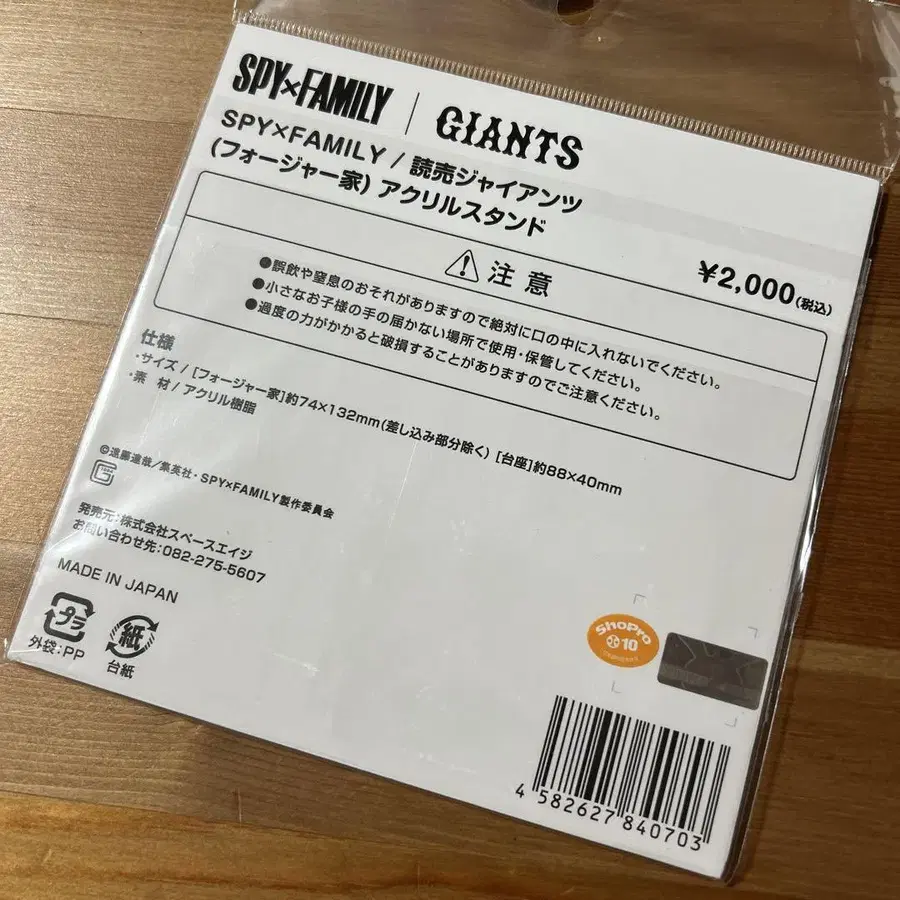 SPY×FAMILY | GIANTS
SPY×FAMILY / 読売ジャイアンツ
(フォージャー家) アクリルスタンド
¥2,000(税込)
注意
●誤飲や窒息のおそれがありますので絶対に口の中に入れないでください。
●小さなお子様の手の届かない場所で使用・保管してください。
●過度の力がかかると破損することがありますのでご注意ください。
仕様
・サイズ / [フォージャー家]約74×132mm(差し込み部分除く) [台座]約88×40mm
・素 材 / アクリル樹脂
©遠藤達哉/集英社・SPY×FAMILY製作委員会
G
発売元:株式会社スペースエイジ
お問い合わせ先:082-275-5607
MADE IN JAPAN
プラ
外装:PP
紙
台紙
ShoPro
10
4 582627 840703